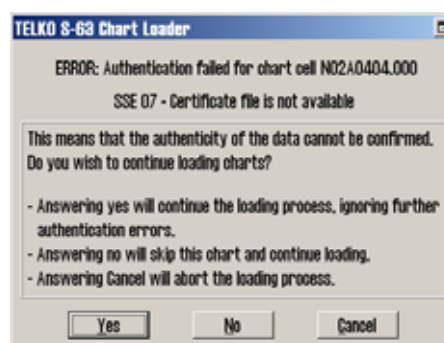 TELKO S-63 Chart Loader
ERROR: Authentication failed for chart cell NO2A0404.000
SSE 07 - Certificate file is not available
This means that the authenticity of the data cannot be confirmed.
Do you wish to continue loading charts?
- Answering yes will continue the loading process, ignoring further
authentication errors.
- Answering no will skip this chart and continue loading.
- Answering Cancel will abort the loading process.
Yes
No
Cancel